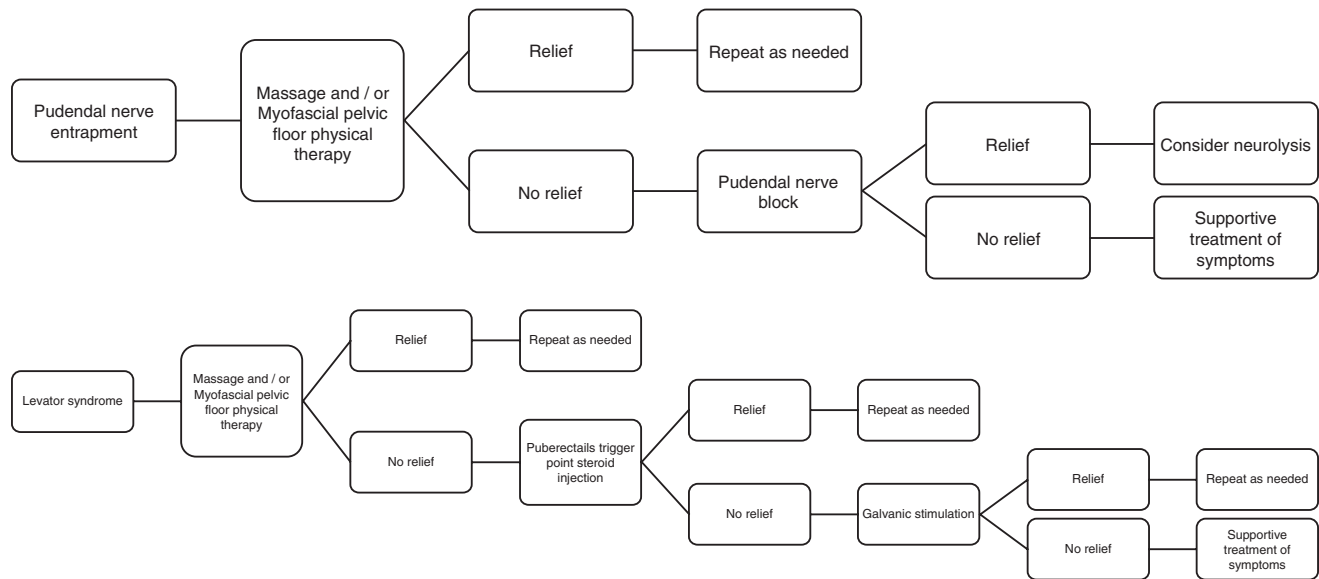 Pudendal nerve
entrapment
Massage and / or
Myofascial pelvic
floor physical
therapy
Relief
Repeat as needed
No relief
Pudendal nerve
block
Relief
Consider neurolysis
No relief
Supportive
treatment of
symptoms
Levator syndrome
Massage and / or
Myofascial pelvic
floor physical
therapy
Relief
Repeat as needed
No relief
Puberectails trigger
point steroid
injection
Relief
Repeat as needed
No relief
Galvanic stimulation
Relief
Repeat as needed
No relief
Supportive
treatment of
symptoms